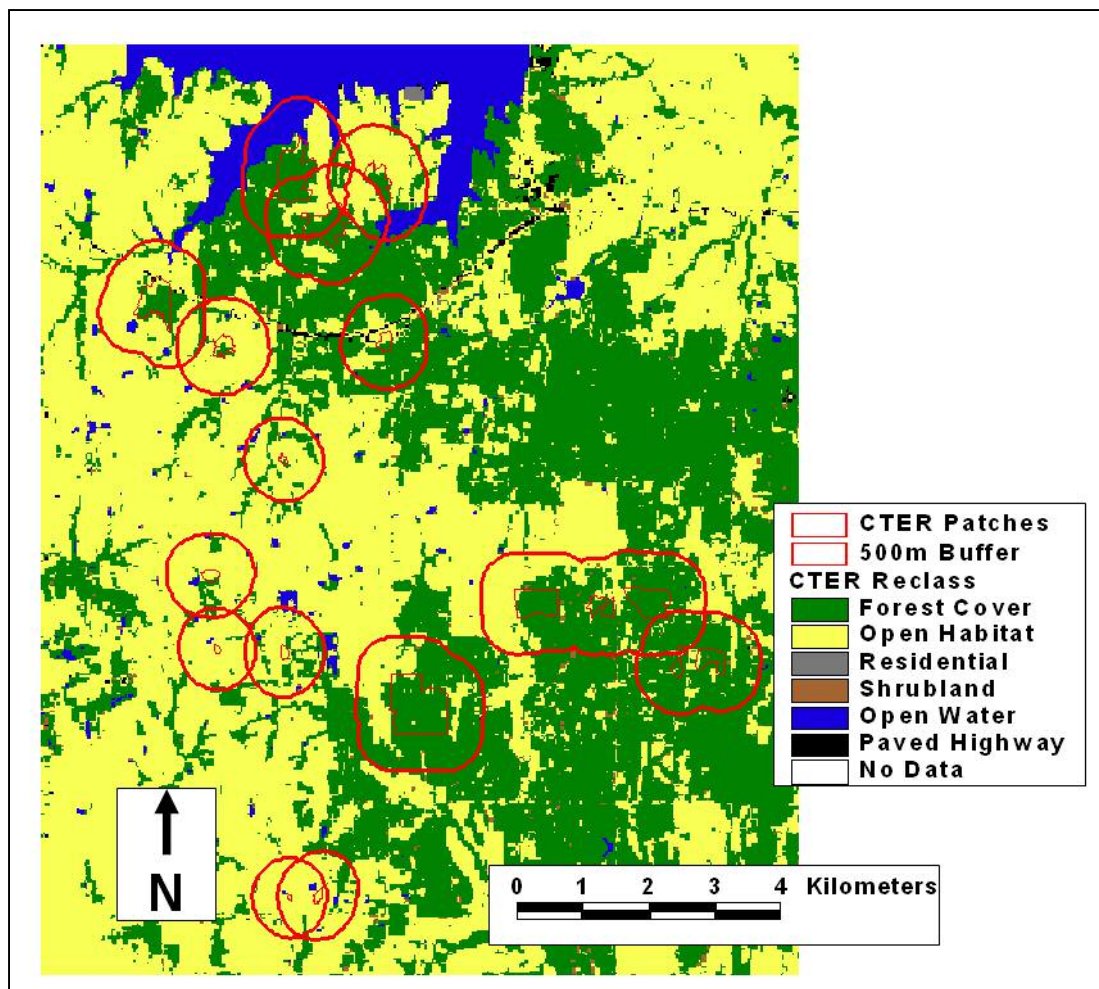 CTER Patches
500m Buffer
CTER Reclass
Forest Cover
Open Habitat
Residential
Shrubland
Open Water
Paved Highway
No Data
N
0 1 2 3 4 Kilometers